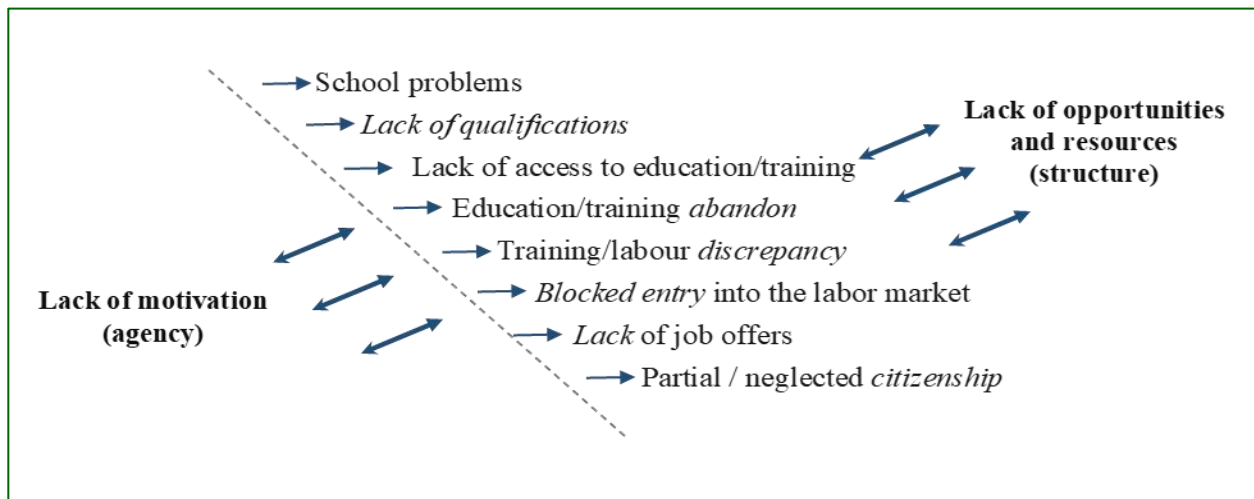 School problems
Lack of qualifications
Lack of access to education/training
Education/training abandon
Training/labour discrepancy
Blocked entry into the labor market
Lack of job offers
Partial / neglected citizenship
Lack of opportunities
and resources
(structure)
Lack of motivation
(agency)